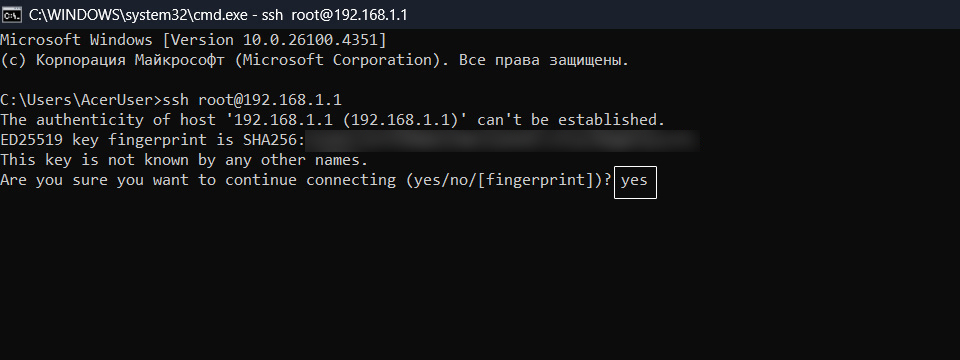 C:\WINDOWS\system32\cmd.exe - ssh root@192.168.1.1
Microsoft Windows [Version 10.0.26100.4351]
(c) Корпорация Майкрософт (Microsoft Corporation). Все права защищены.
C:\Users\AcerUser>ssh root@192.168.1.1
The authenticity of host '192.168.1.1 (192.168.1.1)' can't be established.
ED25519 key fingerprint is SHA256:
This key is not known by any other names.
Are you sure you want to continue connecting (yes/no/[fingerprint])? yes